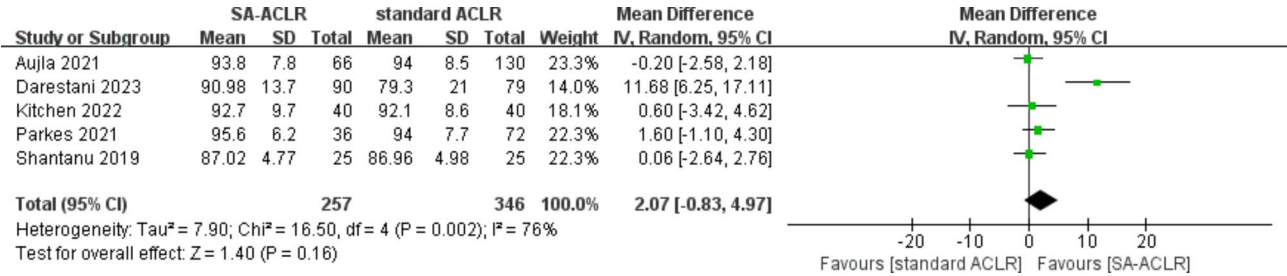 SA-ACLR standard ACLR Mean Difference Mean Difference
Study or Subgroup Mean SD Total Mean SD Total Weight IV, Random, 95% CI IV, Random, 95% CI
Aujla 2021 93.8 7.8 66 94 8.5 130 23.3% -0.20 [-2.58, 2.18]
Darestani 2023 90.98 13.7 90 79.3 21 79 14.0% 11.68 [6.25, 17.11]
Kitchen 2022 92.7 9.7 40 92.1 8.6 40 18.1% 0.60 [-3.42, 4.62]
Parkes 2021 95.6 6.2 36 94 7.7 72 22.3% 1.60 [-1.10, 4.30]
Shantanu 2019 87.02 4.77 25 86.96 4.98 25 22.3% 0.06 [-2.64, 2.76]
Total (95% CI) 257 346 100.0% 2.07 [-0.83, 4.97]
Heterogeneity: Tau² = 7.90; Chi² = 16.50, df = 4 (P = 0.002); I² = 76%
Test for overall effect: Z = 1.40 (P = 0.16)
-20 -10 0 10 20
Favours [standard ACLR] Favours [SA-ACLR]